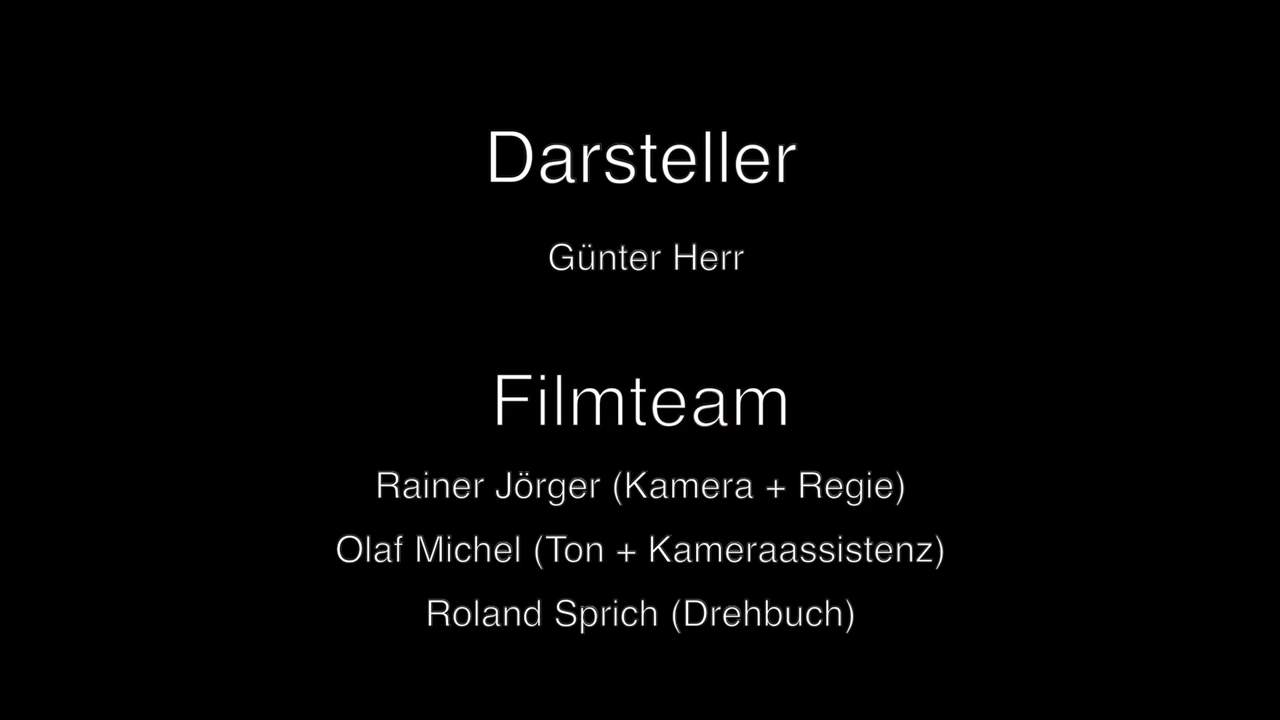 Darsteller
Günter Herr
Filmteam
Rainer Jörger (Kamera + Regie)
Olaf Michel (Ton + Kameraassistenz)
Roland Sprich (Drehbuch)